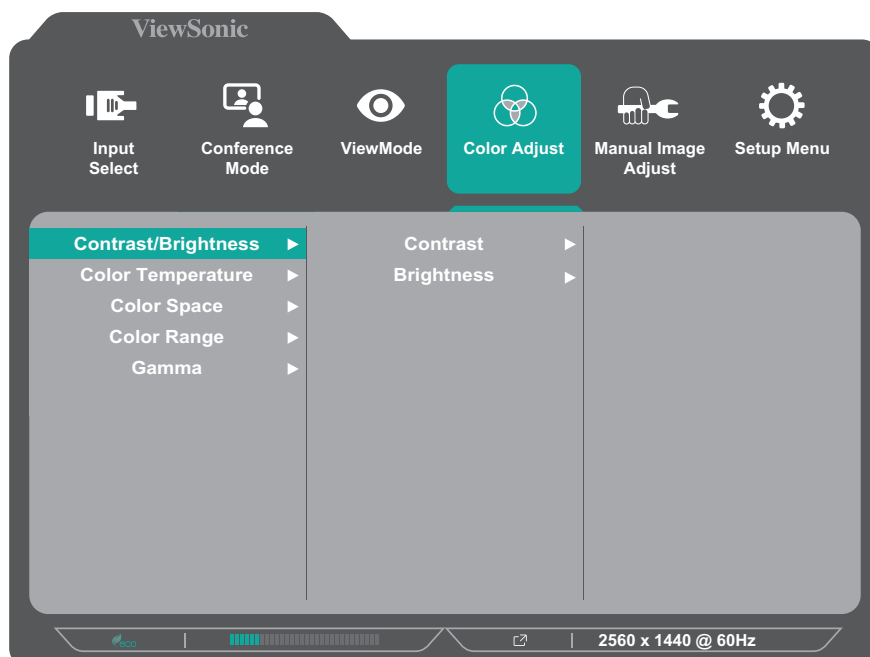 ViewSonic
Input
Select
Conference
Mode
ViewMode
Color Adjust
Manual Image
Adjust
Setup Menu
Contrast/Brightness
Color Temperature
Color Space
Color Range
Gamma
Contrast
Brightness
eco
2560 x 1440 @ 60Hz